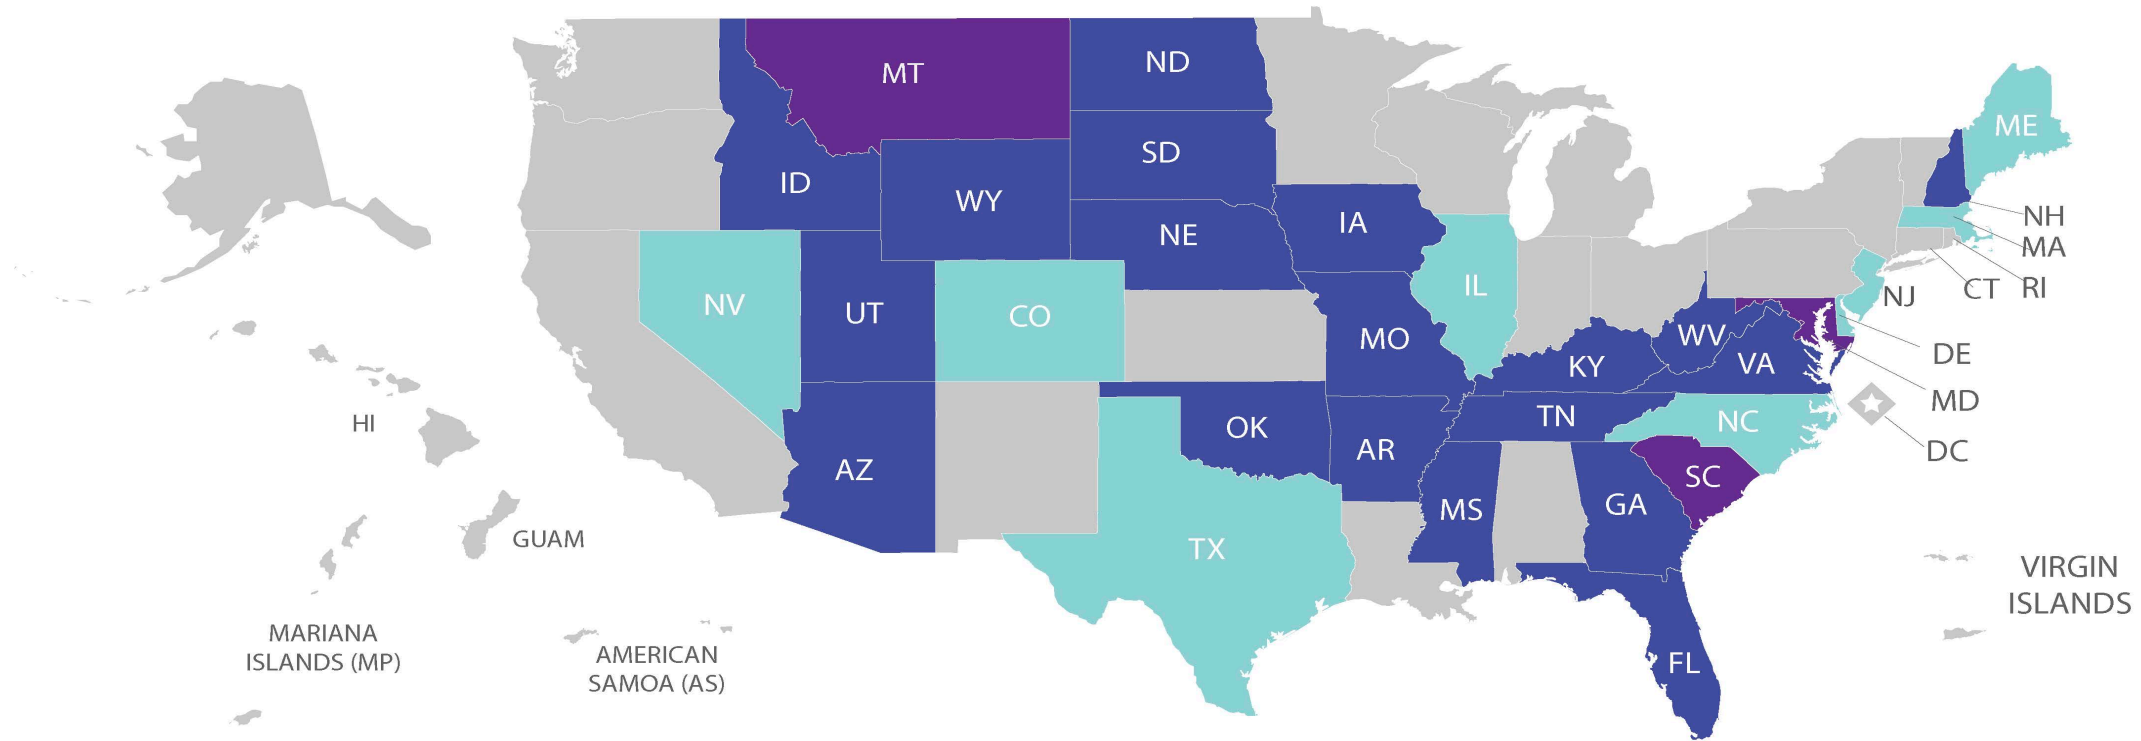 ND
MT
ME
SD
ID
WY
NH
IA
NE
MA
IL
CT
RI
NJ
NV
UT
CO
MO
WV
DE
KY
VA
MD
TN
NC
HI
OK
AR
DC
AZ
SC
MS
GA
GUAM
TX
VIRGIN
ISLANDS
MARIANA
ISLANDS (MP)
AMERICAN
SAMOA (AS)
FL